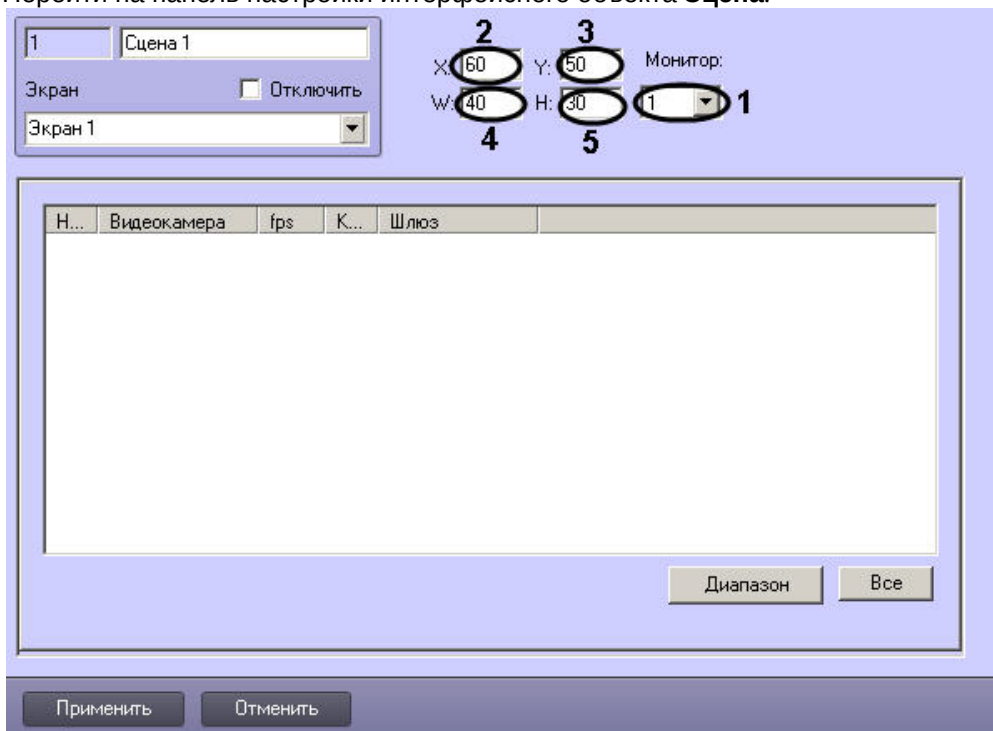 Перейти на панель настройки интерфейсного объекта Сцена.
1 Сцена 1
Экран Отключить
Экран 1
2 3
X: 60 Y: 50 Монитор:
W: 40 H: 30 1 1
4 5
Н... Видеокамера fps К... Шлюз
Диапазон Все
Применить Отменить